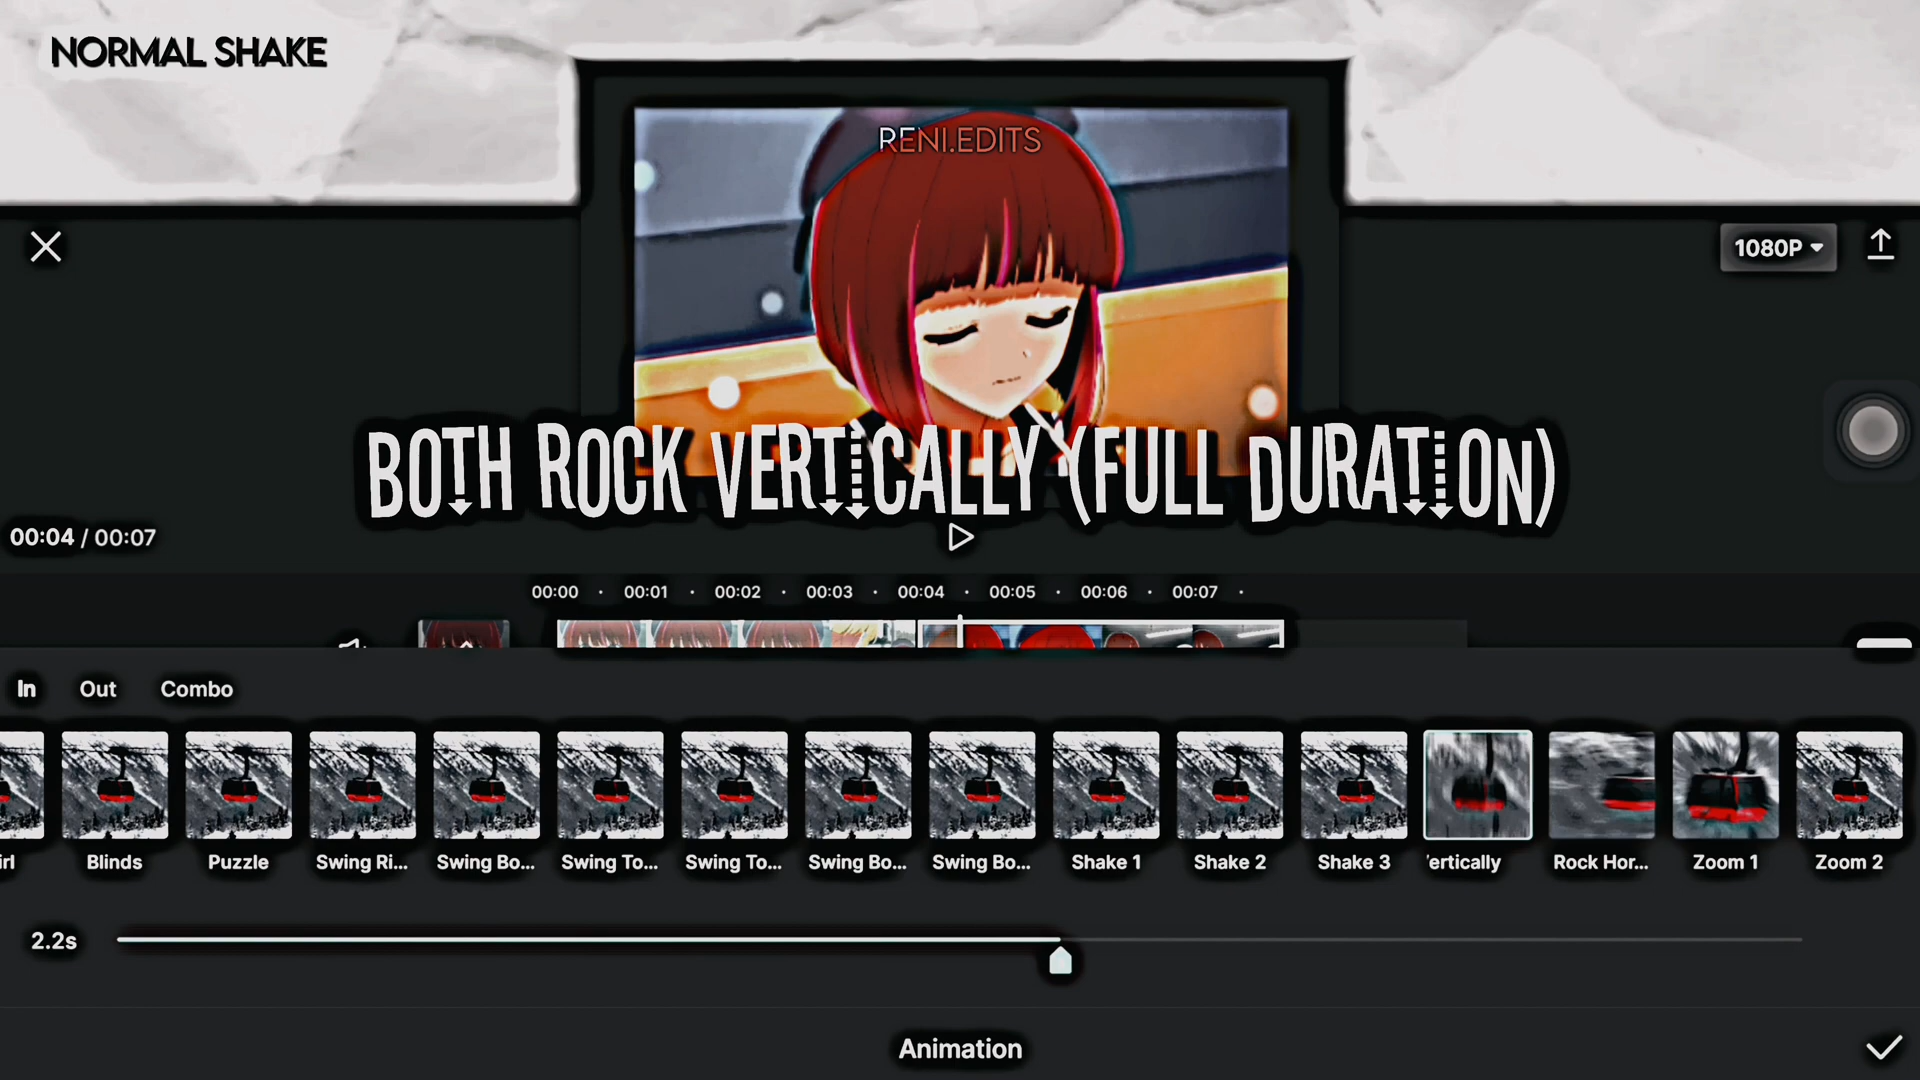 NORMAL SHAKE
RENI.EDITS
1080P
BOTH ROCK VERTICALLY (FULL DURATION)
00:04 / 00:07
00:00 · 00:01 · 00:02 · 00:03 · 00:04 · 00:05 · 00:06 · 00:07 ·
In Out Combo
irl Blinds Puzzle Swing Ri... Swing Bo... Swing To... Swing To... Swing Bo... Swing Bo... Shake 1 Shake 2 Shake 3 ertically Rock Hor... Zoom 1 Zoom 2
2.2s
Animation